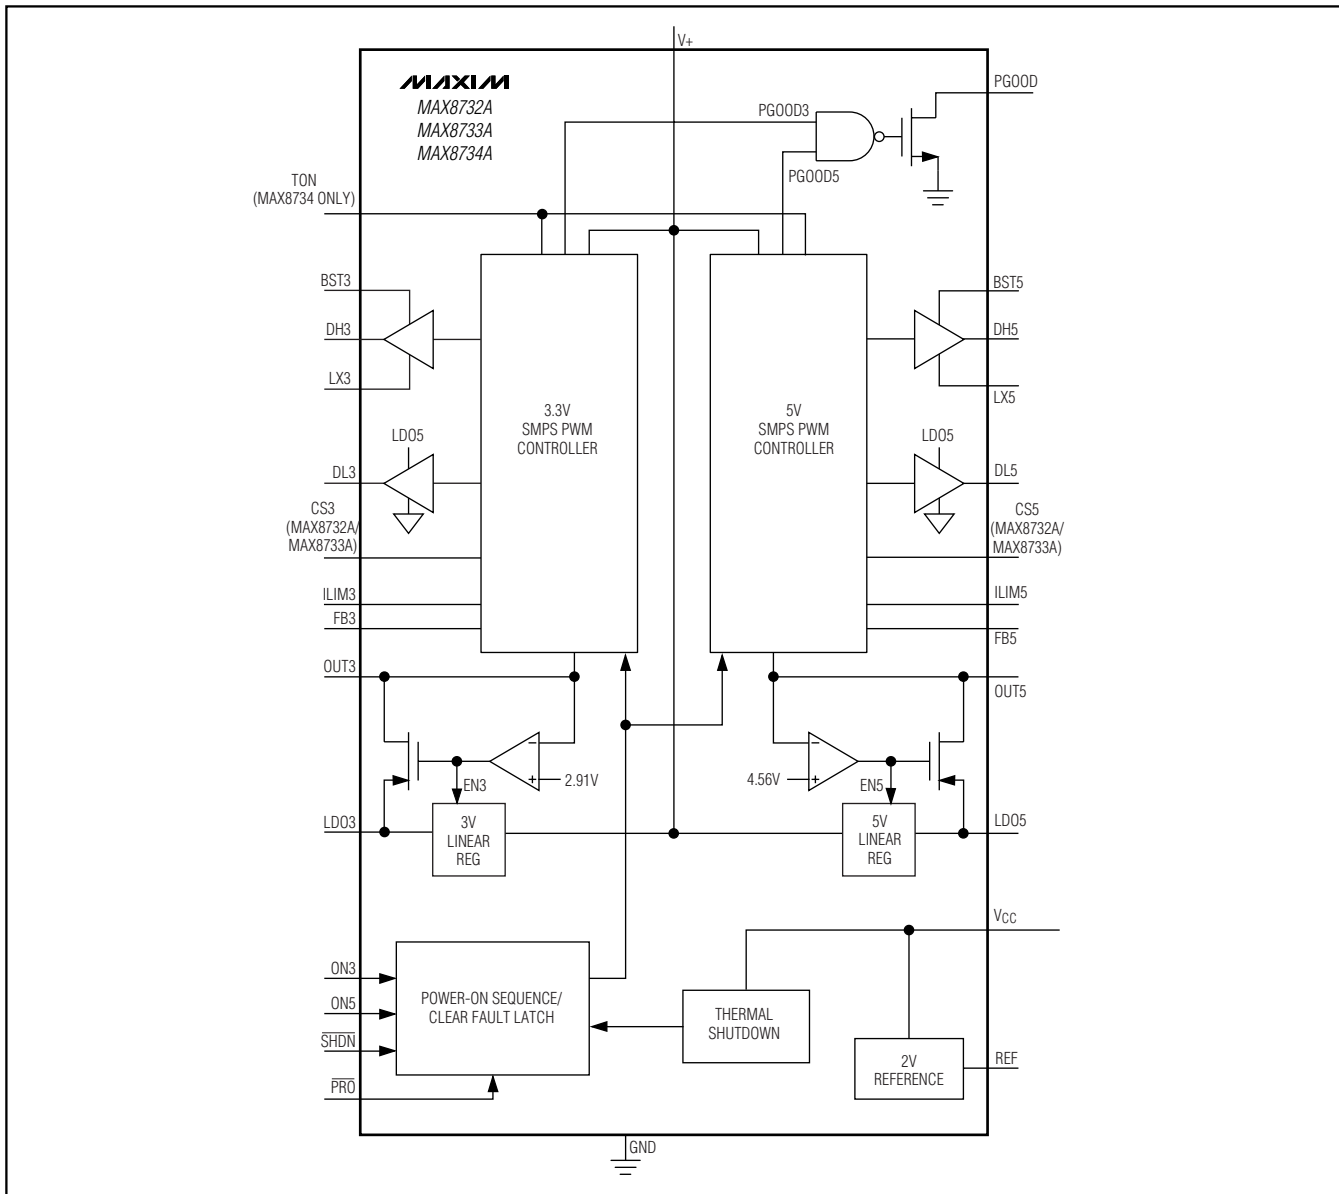 V+
MAXIM
MAX8732A
MAX8733A
MAX8734A
PGOOD
PGOOD3
PGOOD5
TON
(MAX8734 ONLY)
BST3
BST5
DH3
DH5
LX3
LX5
3.3V
SMPS PWM
CONTROLLER
5V
SMPS PWM
CONTROLLER
LDO5
LDO5
DL3
DL5
CS3
(MAX8732A/
MAX8733A)
CS5
(MAX8732A/
MAX8733A)
ILIM3
ILIM5
FB3
FB5
OUT3
OUT5
−
+
2.91V
4.56V
−
+
EN3
EN5
LDO3
3V
LINEAR
REG
5V
LINEAR
REG
LDO5
VCC
ON3
ON5
SHDN
PRO
POWER-ON SEQUENCE/
CLEAR FAULT LATCH
THERMAL
SHUTDOWN
2V
REFERENCE
REF
GND